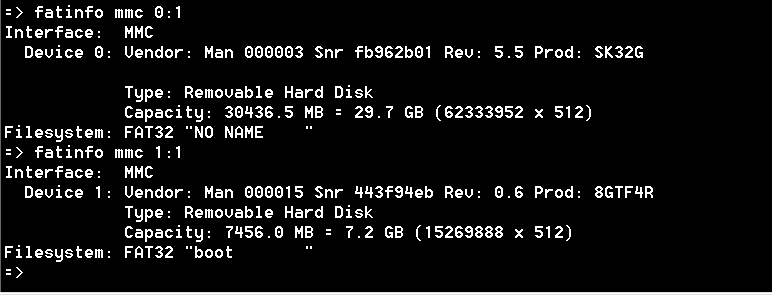 => fatinfo mmc 0:1
Interface:  MMC
  Device 0: Vendor: Man 000003 Snr fb962b01 Rev: 5.5 Prod: SK32G
            Type: Removable Hard Disk
            Capacity: 30436.5 MB = 29.7 GB (62333952 x 512)
Filesystem: FAT32 "NO NAME    "
=> fatinfo mmc 1:1
Interface:  MMC
  Device 1: Vendor: Man 000015 Snr 443f94eb Rev: 0.6 Prod: 8GTF4R
            Type: Removable Hard Disk
            Capacity: 7456.0 MB = 7.2 GB (15269888 x 512)
Filesystem: FAT32 "boot       "
=>